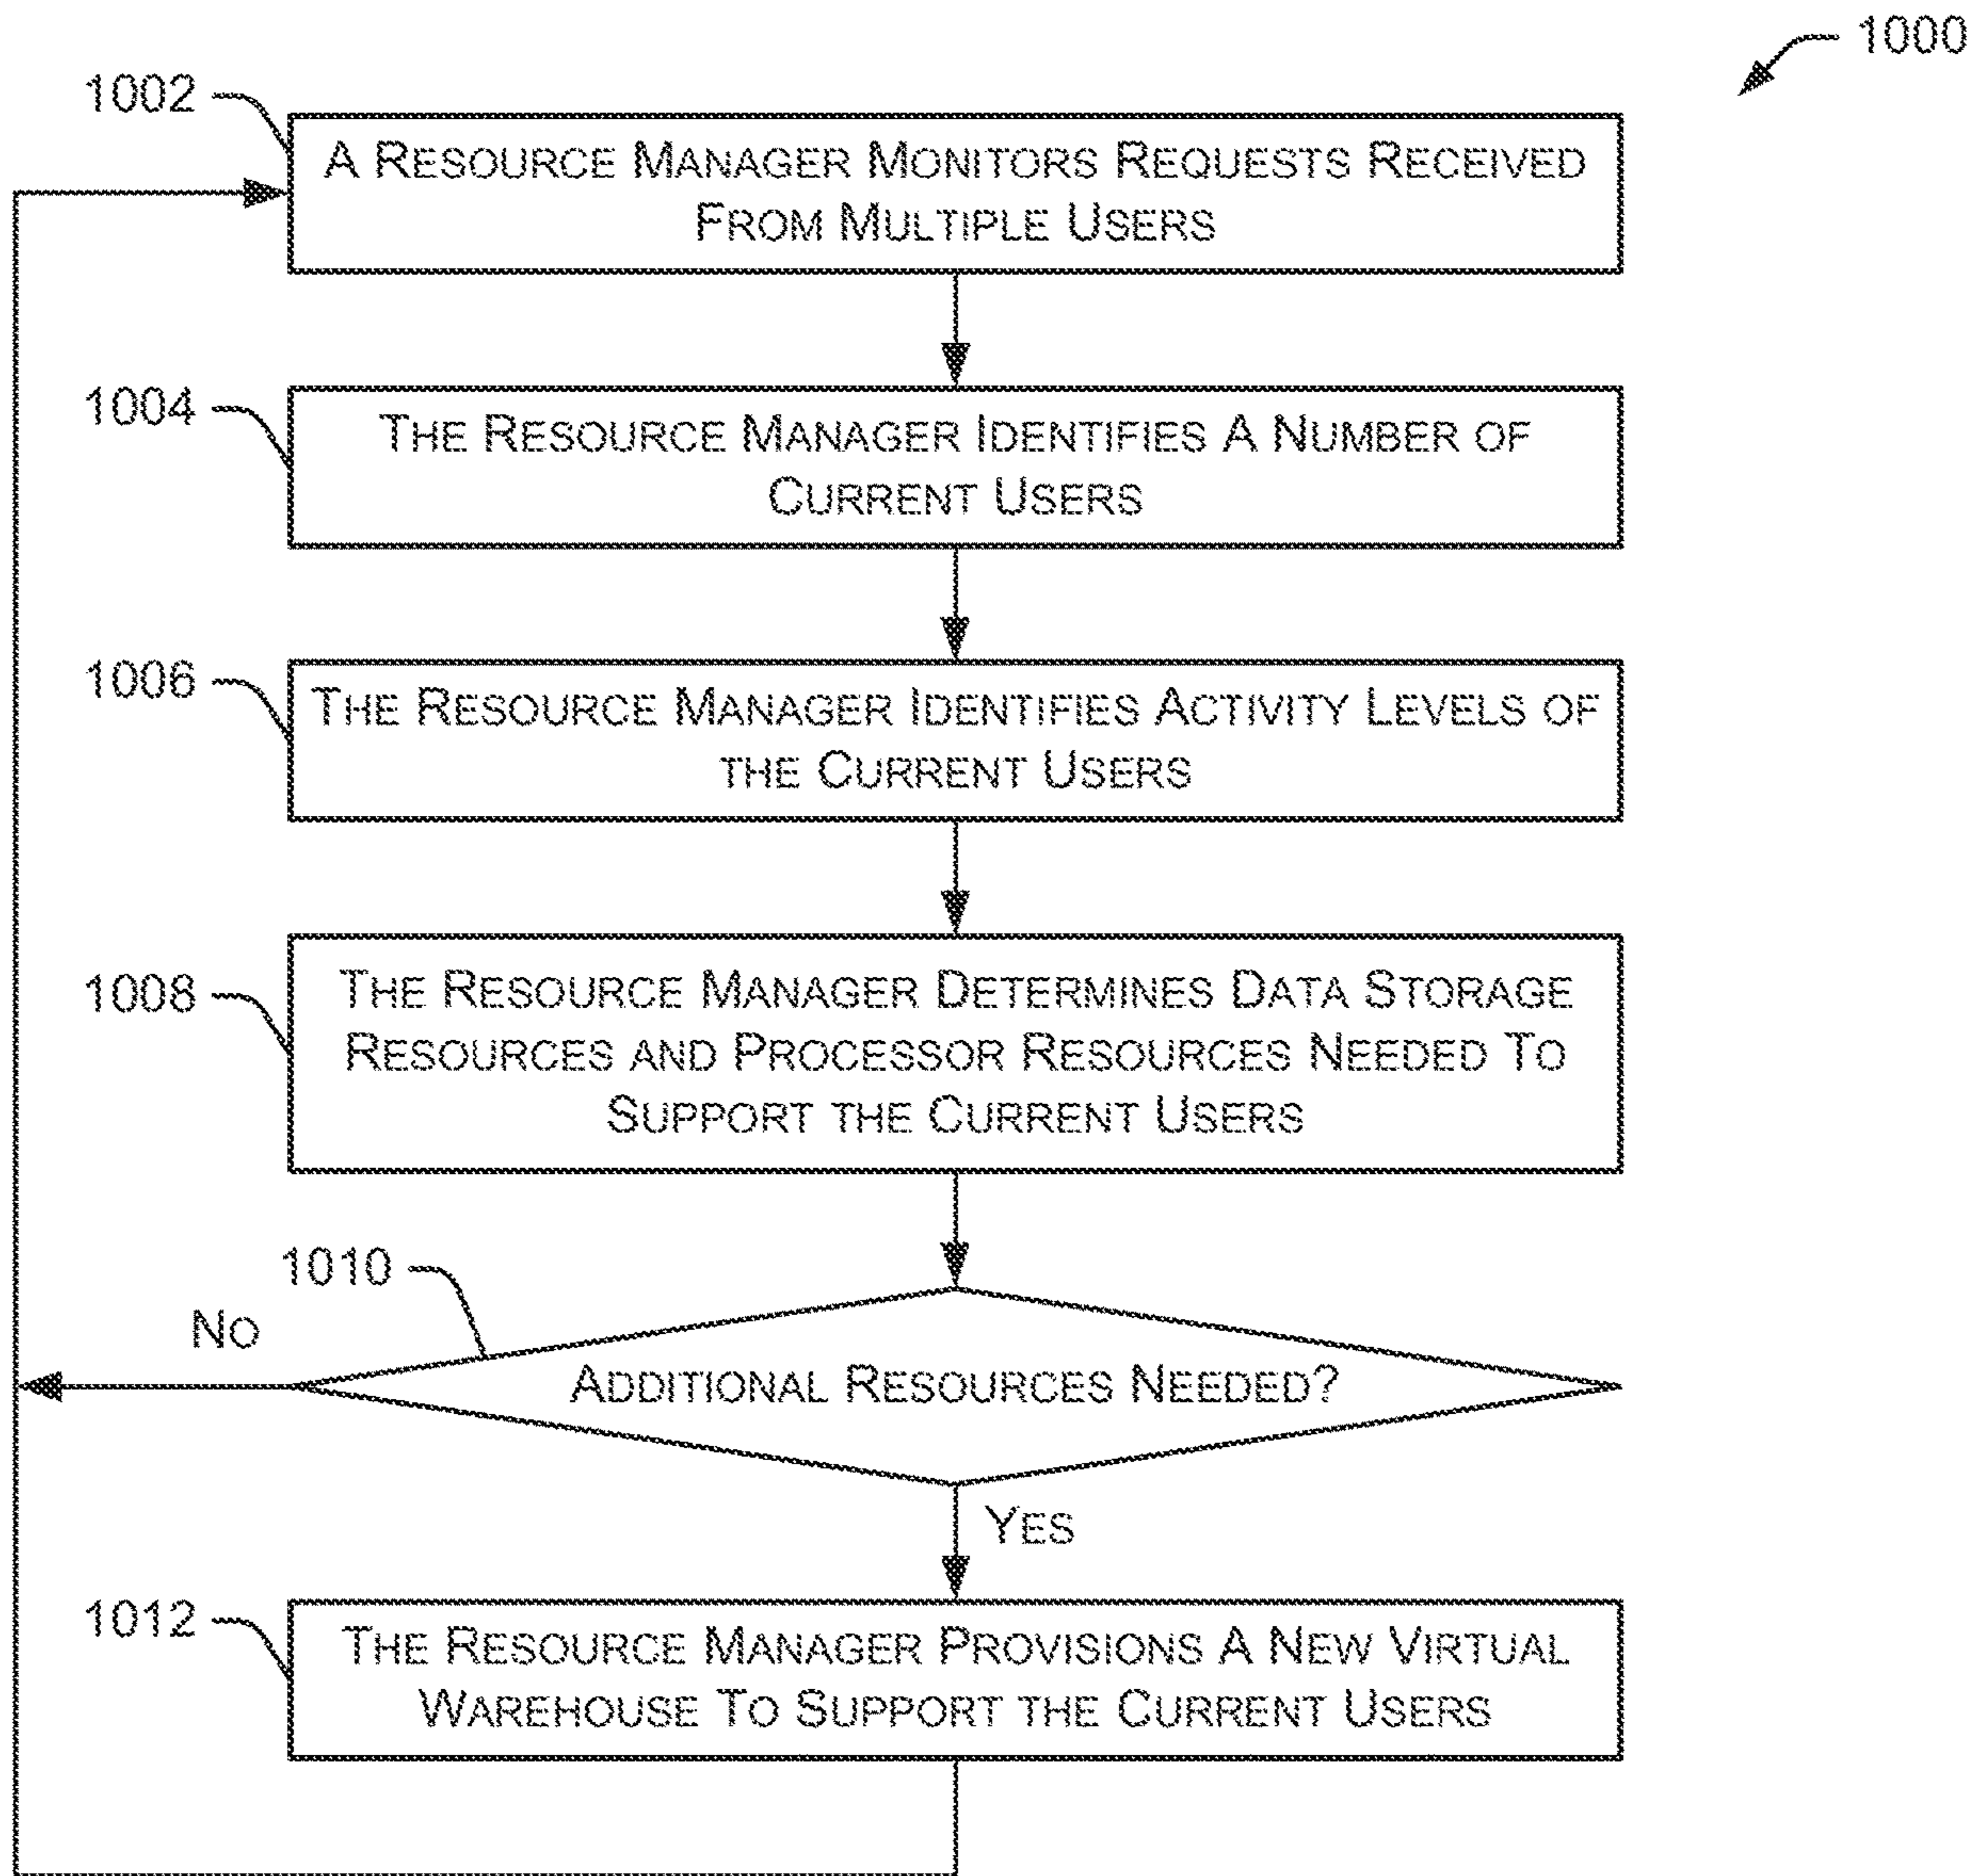 1000
1002
A RESOURCE MANAGER MONITORS REQUESTS RECEIVED
FROM MULTIPLE USERS
1004
THE RESOURCE MANAGER IDENTIFIES A NUMBER OF
CURRENT USERS
1006
THE RESOURCE MANAGER IDENTIFIES ACTIVITY LEVELS OF
THE CURRENT USERS
1008
THE RESOURCE MANAGER DETERMINES DATA STORAGE
RESOURCES AND PROCESSOR RESOURCES NEEDED TO
SUPPORT THE CURRENT USERS
1010
NO
ADDITIONAL RESOURCES NEEDED?
YES
1012
THE RESOURCE MANAGER PROVISIONS A NEW VIRTUAL
WAREHOUSE TO SUPPORT THE CURRENT USERS